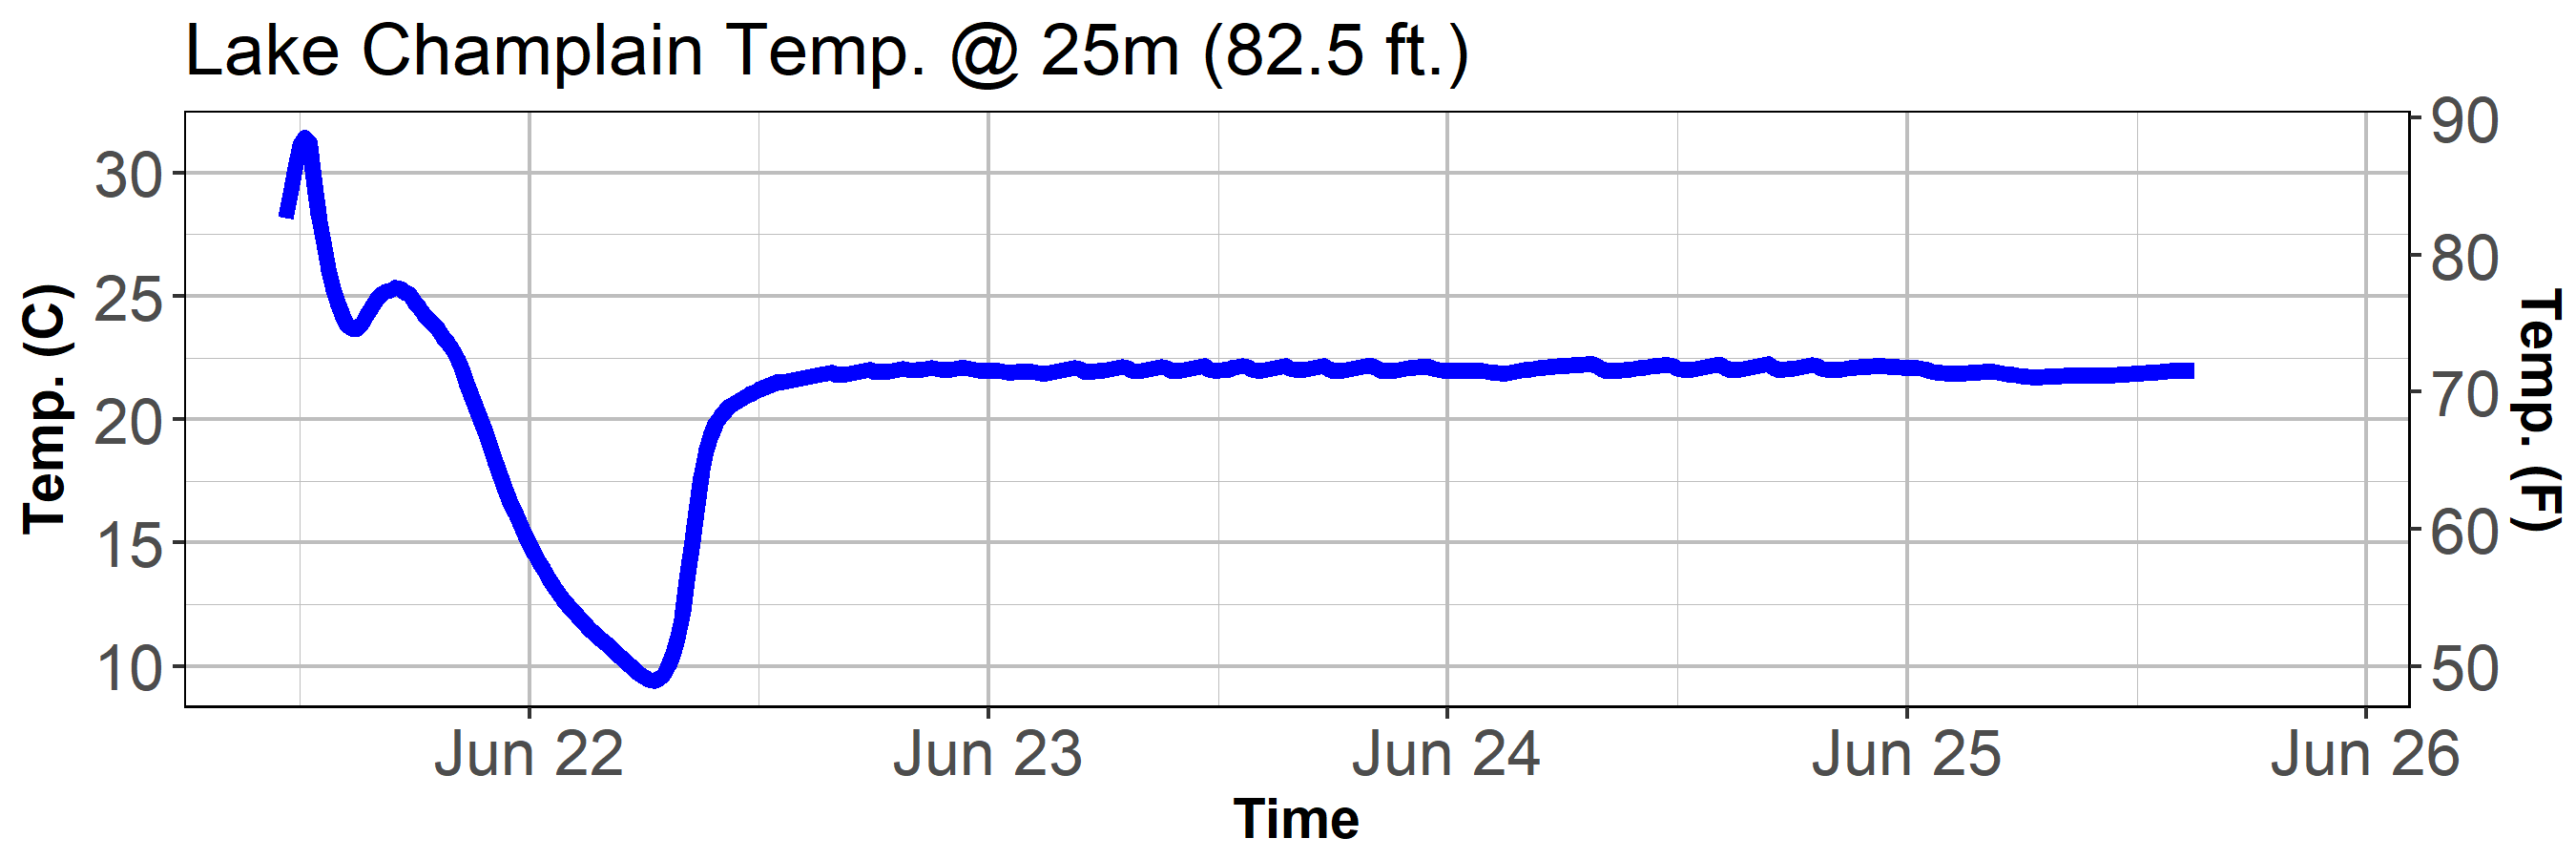 Lake Champlain Temp. @ 25m (82.5 ft.)
Temp. (C)
30
25
20
15
10
90
80
70
60
50
Temp. (F)
Jun 22 Jun 23 Jun 24 Jun 25 Jun 26
Time